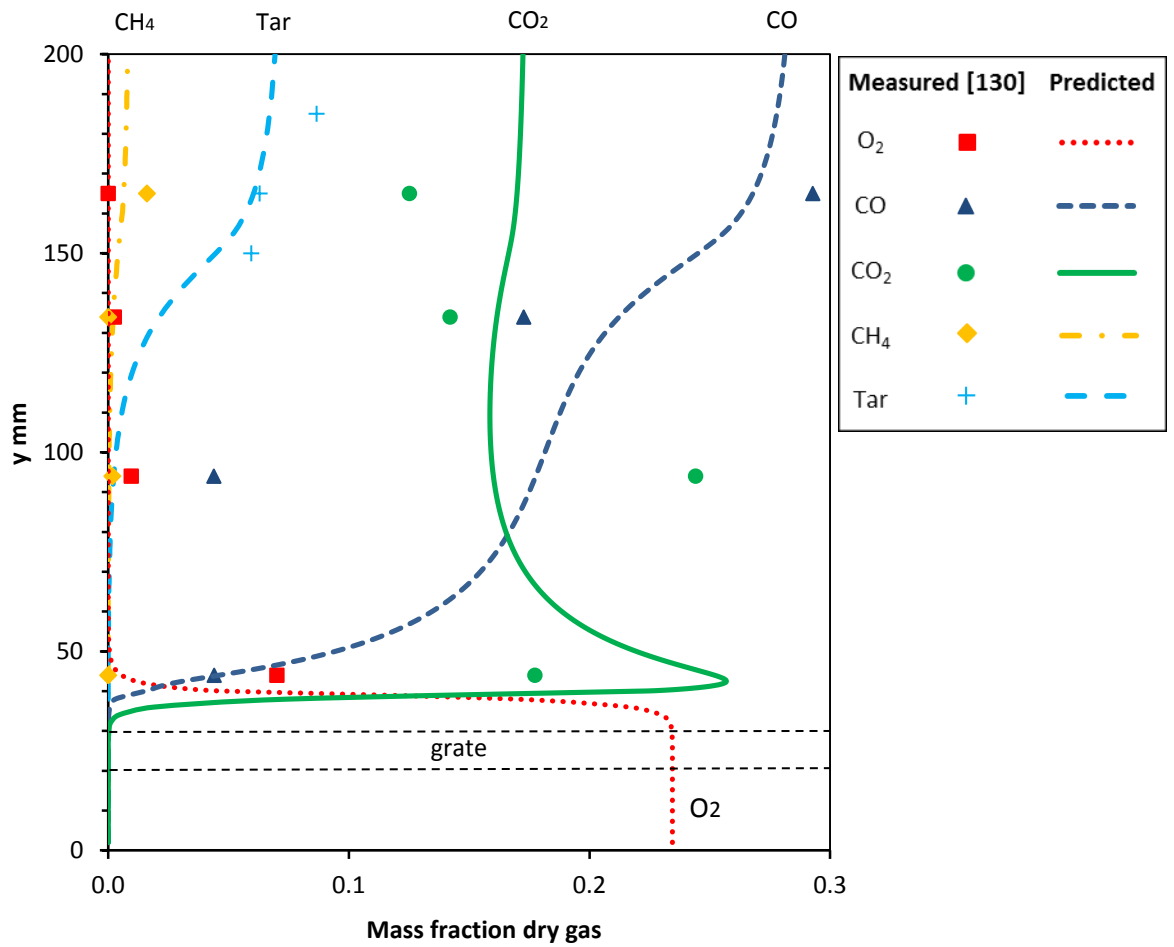 CH₄ Tar CO₂ CO
200
150
100
50
0
y mm
grate
O₂
0.0 0.1 0.2 0.3
Mass fraction dry gas
Measured [130] Predicted
O₂
CO
CO₂
CH₄
Tar